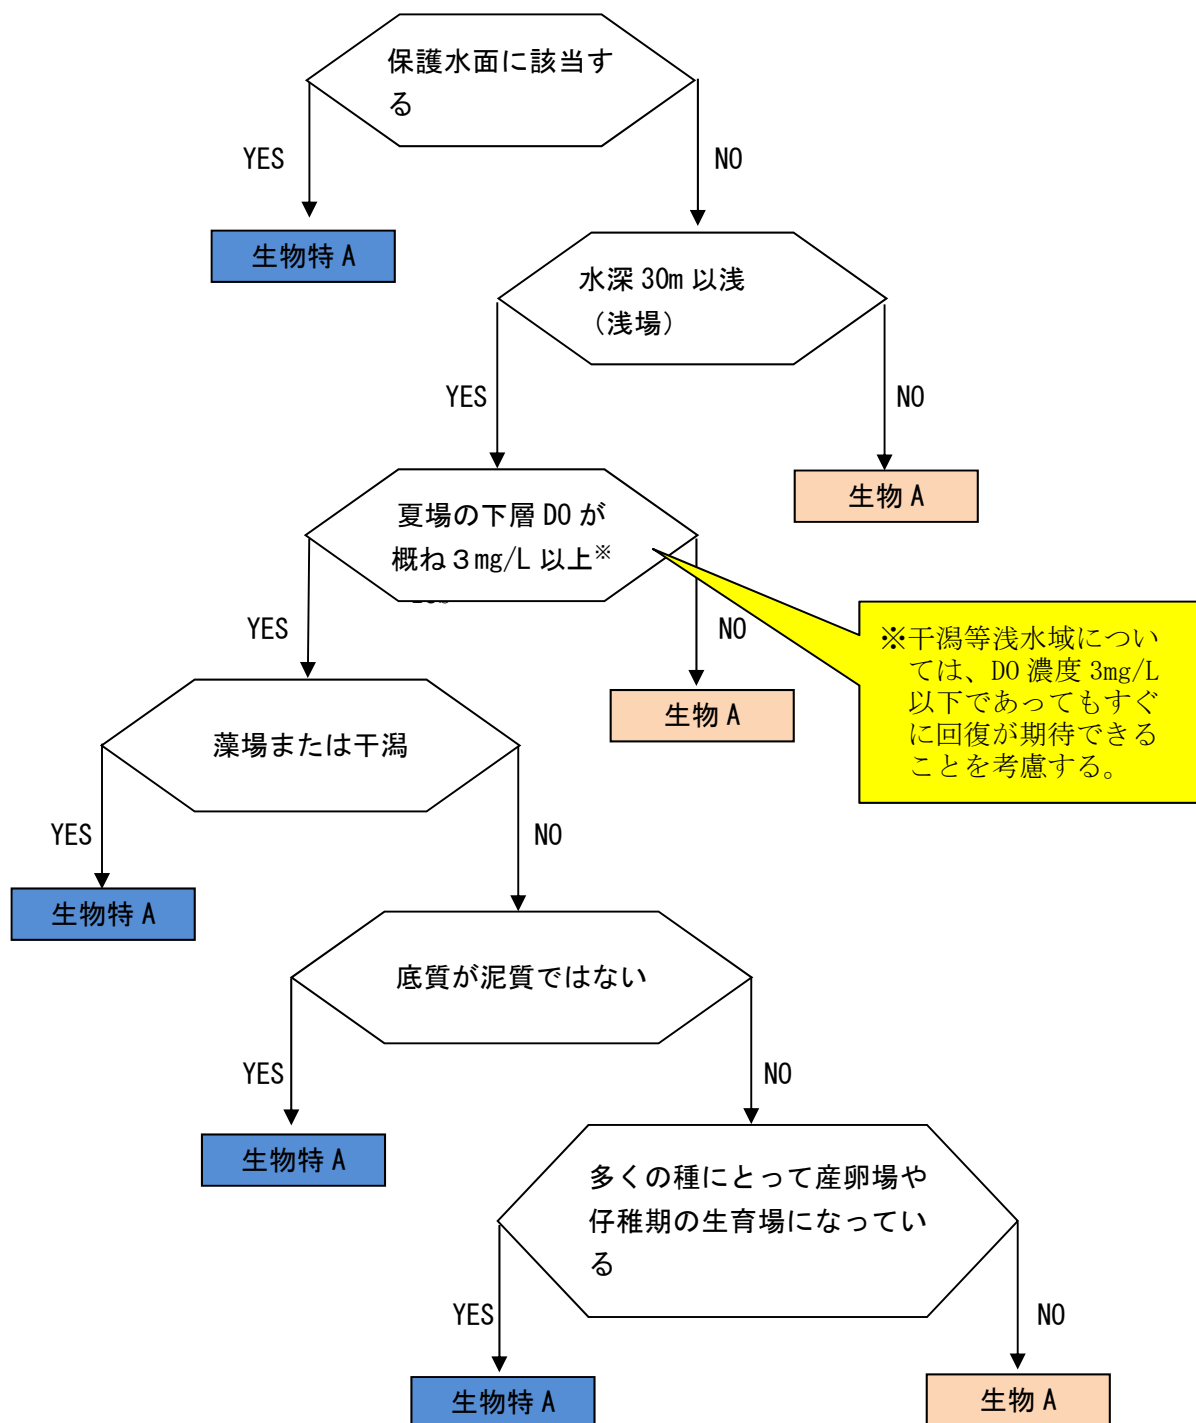 保護水面に該当す
る
YES
NO
生物特 A
水深 30m 以浅
（浅場）
YES
NO
生物 A
夏場の下層 DO が
概ね３mg/L 以上※
YES
NO
※干潟等浅水域につい
ては、DO 濃度 3mg/L
以下であってもすぐ
に回復が期待できる
ことを考慮する。
生物 A
藻場または干潟
YES
NO
生物特 A
底質が泥質ではない
YES
NO
生物特 A
多くの種にとって産卵場や
仔稚期の生育場になってい
る
YES
NO
生物特 A
生物 A